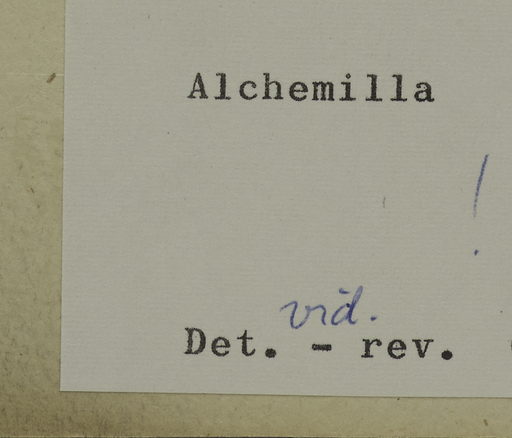 Alchemilla
!
vid.
Det. - rev.